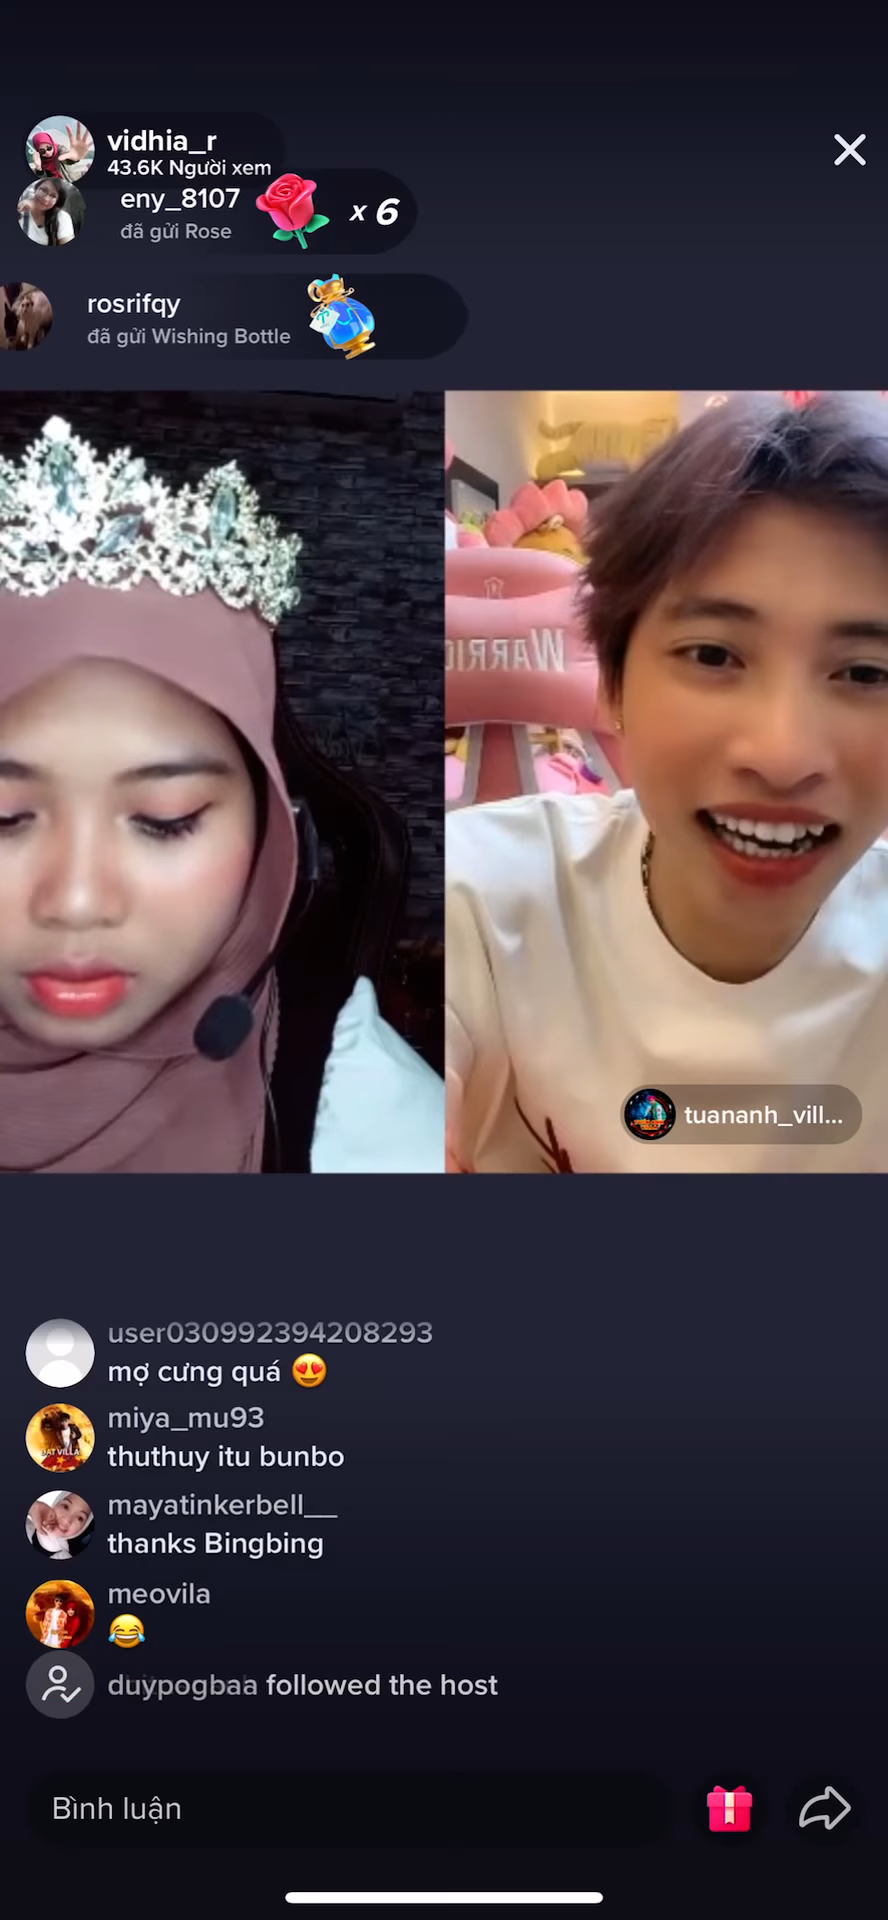 vidhia_r
43.6K Người xem
eny_8107
đã gửi Rose
x 6
rosrifqy
đã gửi Wishing Bottle
WARRIO
tuananh_vill...
user030992394208293
mợ cưng quá 😍
miya_mu93
thuthuy itu bunbo
mayatinkerbell__
thanks Bingbing
meovila
😂
duypogbaa followed the host
Bình luận